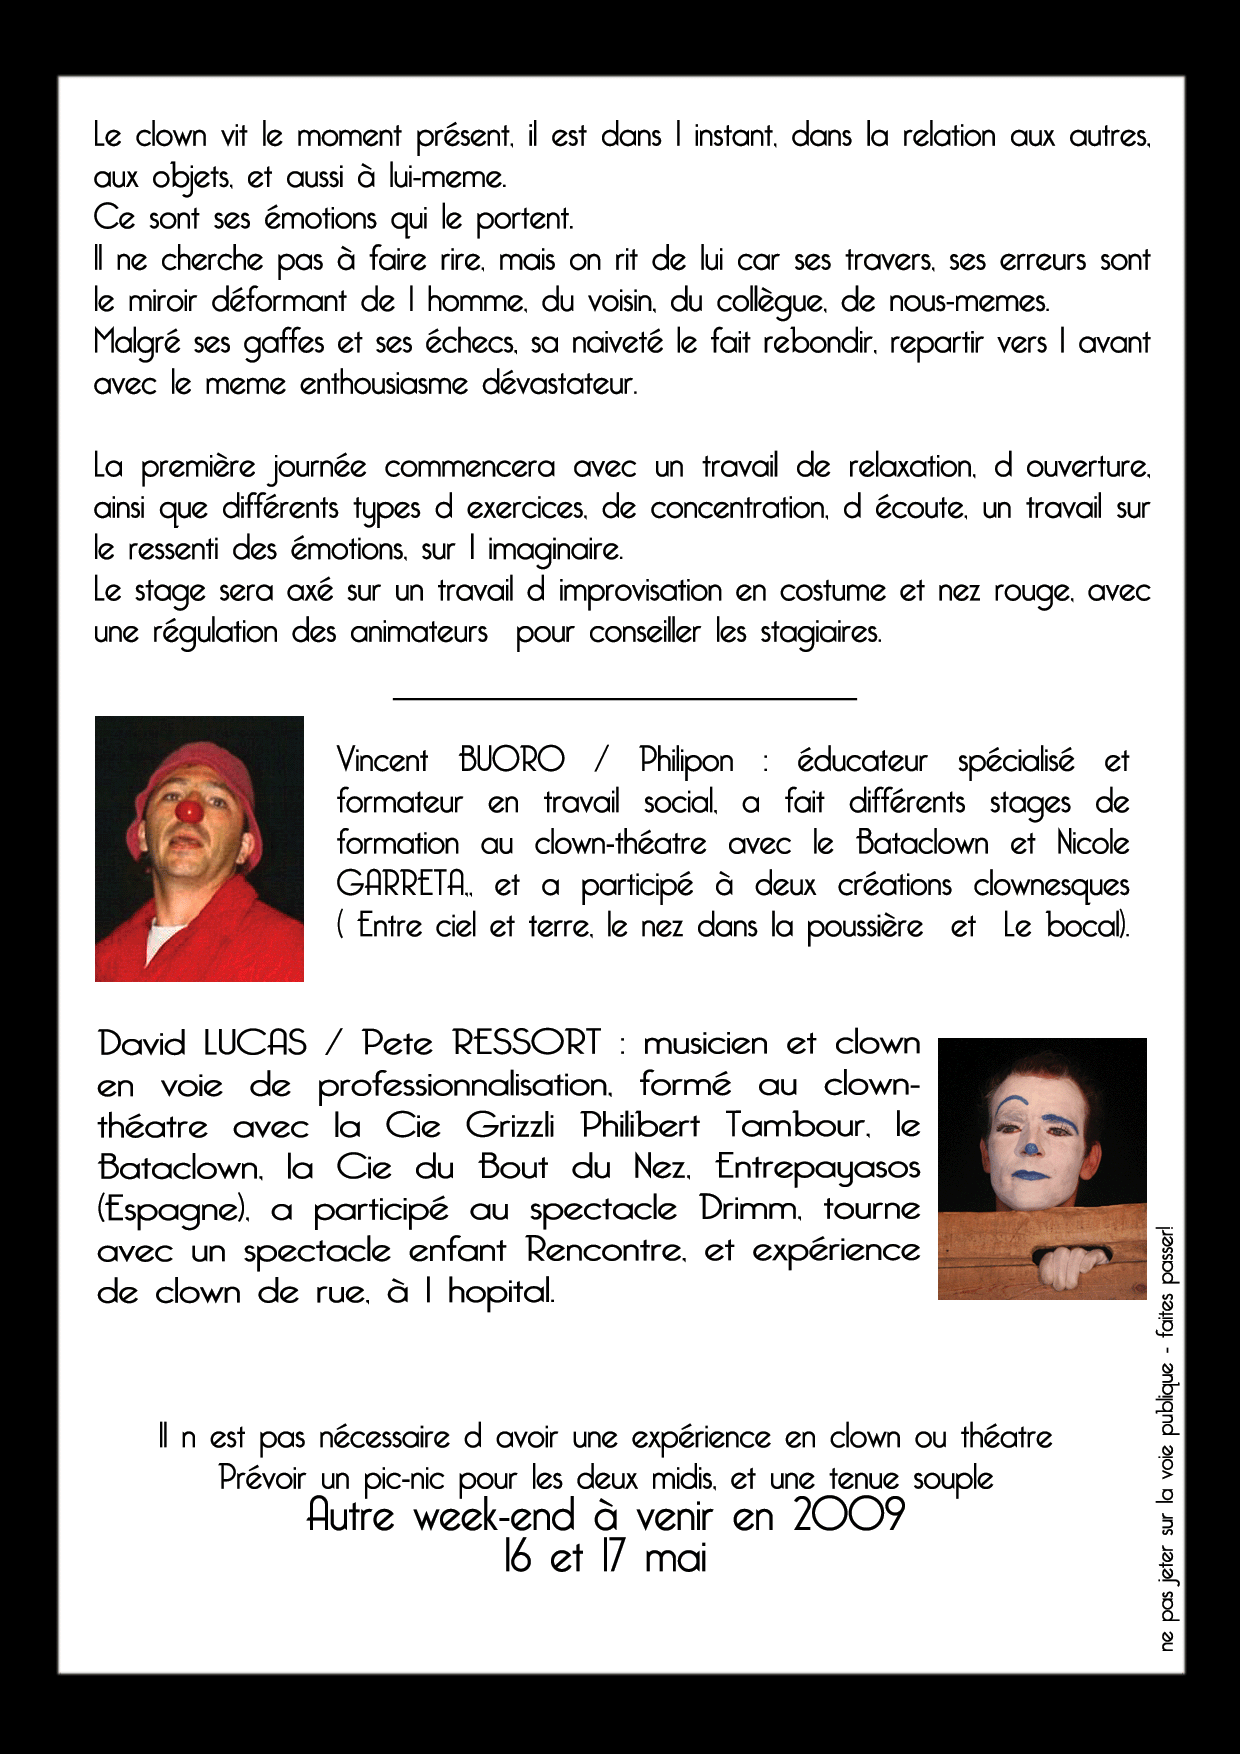 Le clown vit le moment présent, il est dans l instant, dans la relation aux autres,
aux objets, et aussi à lui-meme.
Ce sont ses émotions qui le portent.
Il ne cherche pas à faire rire, mais on rit de lui car ses travers, ses erreurs sont
le miroir déformant de l homme, du voisin, du collègue, de nous-memes.
Malgré ses gaffes et ses échecs, sa naiveté le fait rebondir, repartir vers l avant
avec le meme enthousiasme dévastateur.
La première journée commencera avec un travail de relaxation, d ouverture,
ainsi que différents types d exercices, de concentration, d écoute, un travail sur
le ressenti des émotions, sur l imaginaire.
Le stage sera axé sur un travail d improvisation en costume et nez rouge, avec
une régulation des animateurs pour conseiller les stagiaires.
Vincent BUORO / Philipon : éducateur spécialisé et
formateur en travail social, a fait différents stages de
formation au clown-théatre avec le Bataclown et Nicole
GARRETA,, et a participé à deux créations clownesques
( Entre ciel et terre, le nez dans la poussière et Le bocal).
David LUCAS / Pete RESSORT : musicien et clown
en voie de professionnalisation, formé au clown-
théatre avec la Cie Grizzli Philibert Tambour, le
Bataclown, la Cie du Bout du Nez, Entrepayasos
(Espagne), a participé au spectacle Drimm, tourne
avec un spectacle enfant Rencontre, et expérience
de clown de rue, à l hopital.
Il n est pas nécessaire d avoir une expérience en clown ou théatre
Prévoir un pic-nic pour les deux midis, et une tenue souple
Autre week-end à venir en 2009
16 et 17 mai
ne pas jeter sur la voie publique - faites passer!